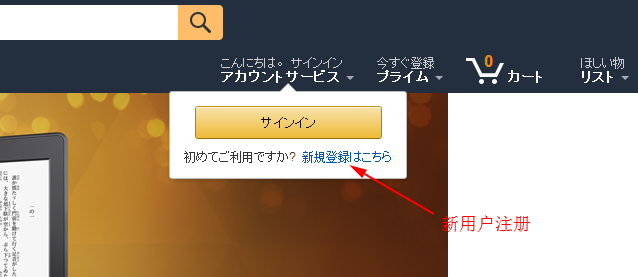 こんにちは。サインイン
アカウントサービス
今すぐ登録
プライム
0
カート
ほしい物
リスト
サインイン
初めてご利用ですか? 新規登録はこちら
新用户注册